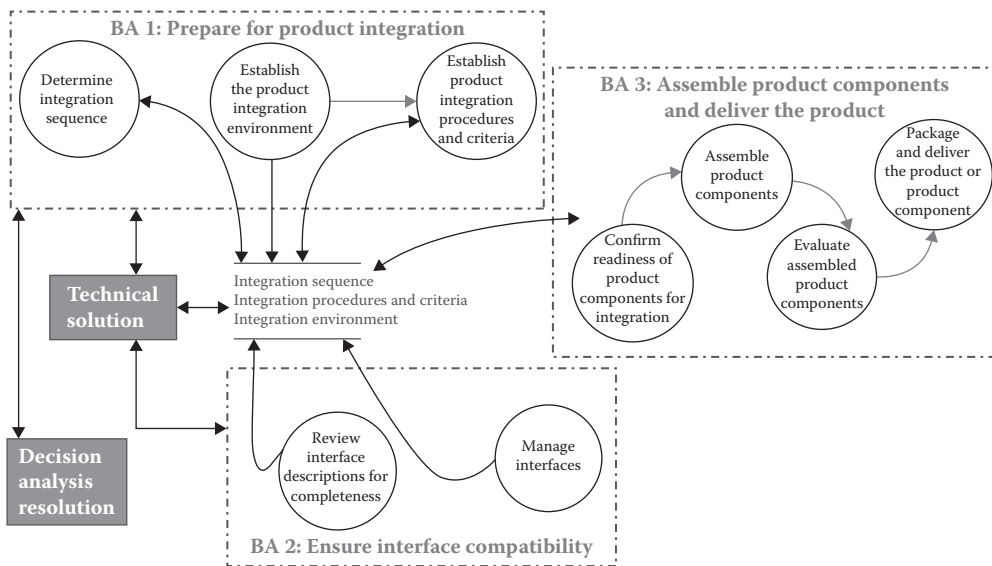 BA 1: Prepare for product integration
Determine
integration
sequence
Establish
the product
integration
environment
Establish
product
integration
procedures
and criteria
BA 3: Assemble product components
and deliver the product
Assemble
product
components
Package
and deliver
the product or
product
component
Confirm
readiness of
product
components for
integration
Evaluate
assembled
product
components
Technical
solution
Integration sequence
Integration procedures and criteria
Integration environment
Decision
analysis
resolution
Review
interface
descriptions for
completeness
Manage
interfaces
BA 2: Ensure interface compatibility